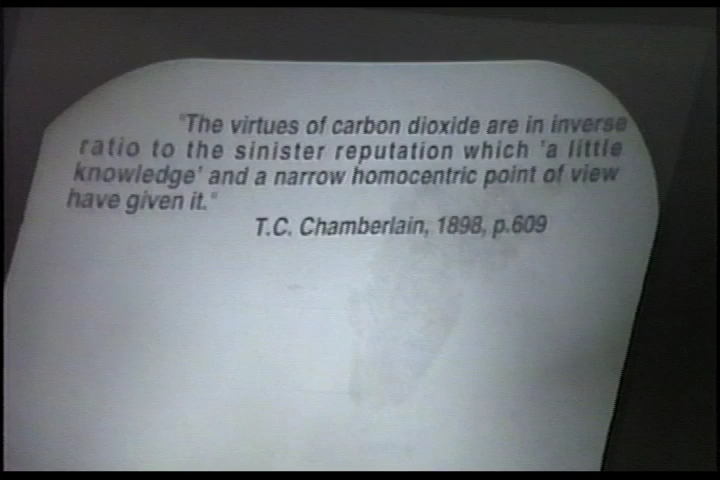 "The virtues of carbon dioxide are in inverse
ratio to the sinister reputation which 'a little
knowledge' and a narrow homocentric point of view
have given it."
T.C. Chamberlain, 1898, p.609